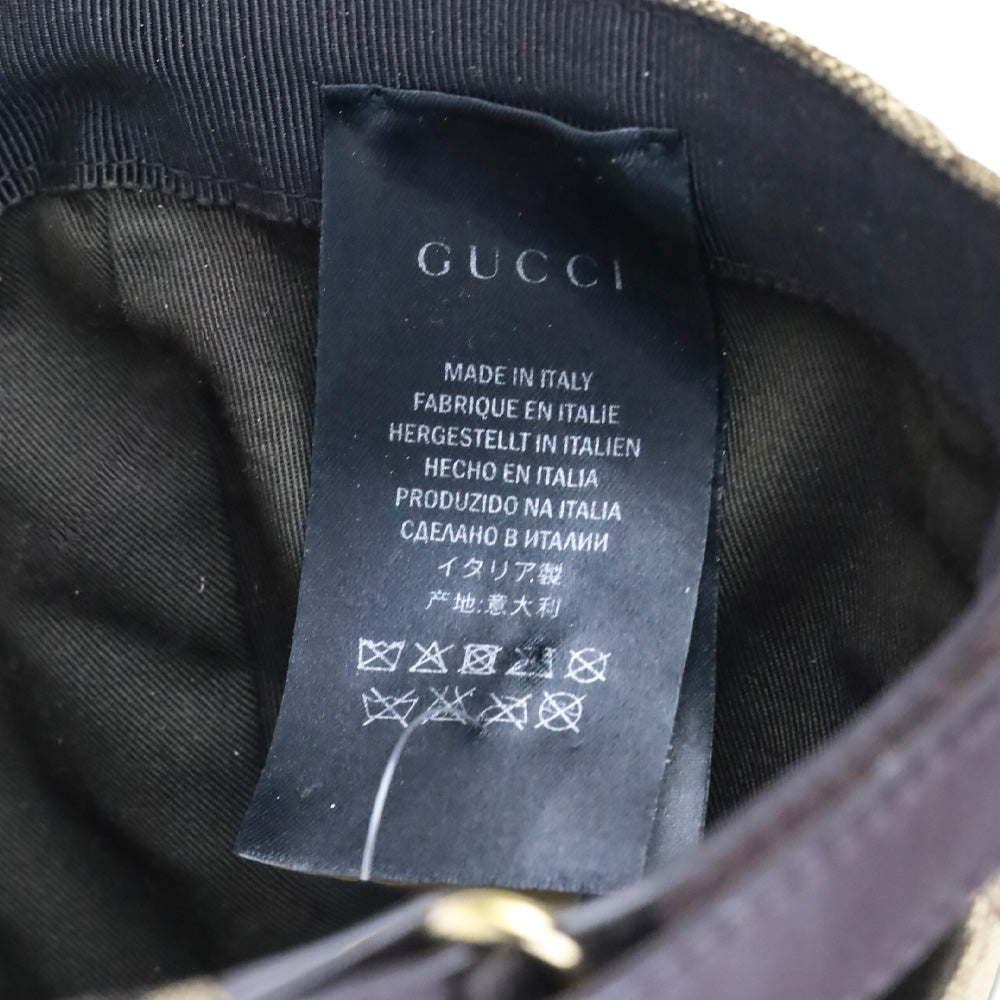 GUCCI
MADE IN ITALY
FABRIQUE EN ITALIE
HERGESTELLT IN ITALIEN
HECHO EN ITALIA
PRODUZIDO NA ITALIA
СДЕЛАНО В ИТАЛИИ
イタリア製
产地:意大利